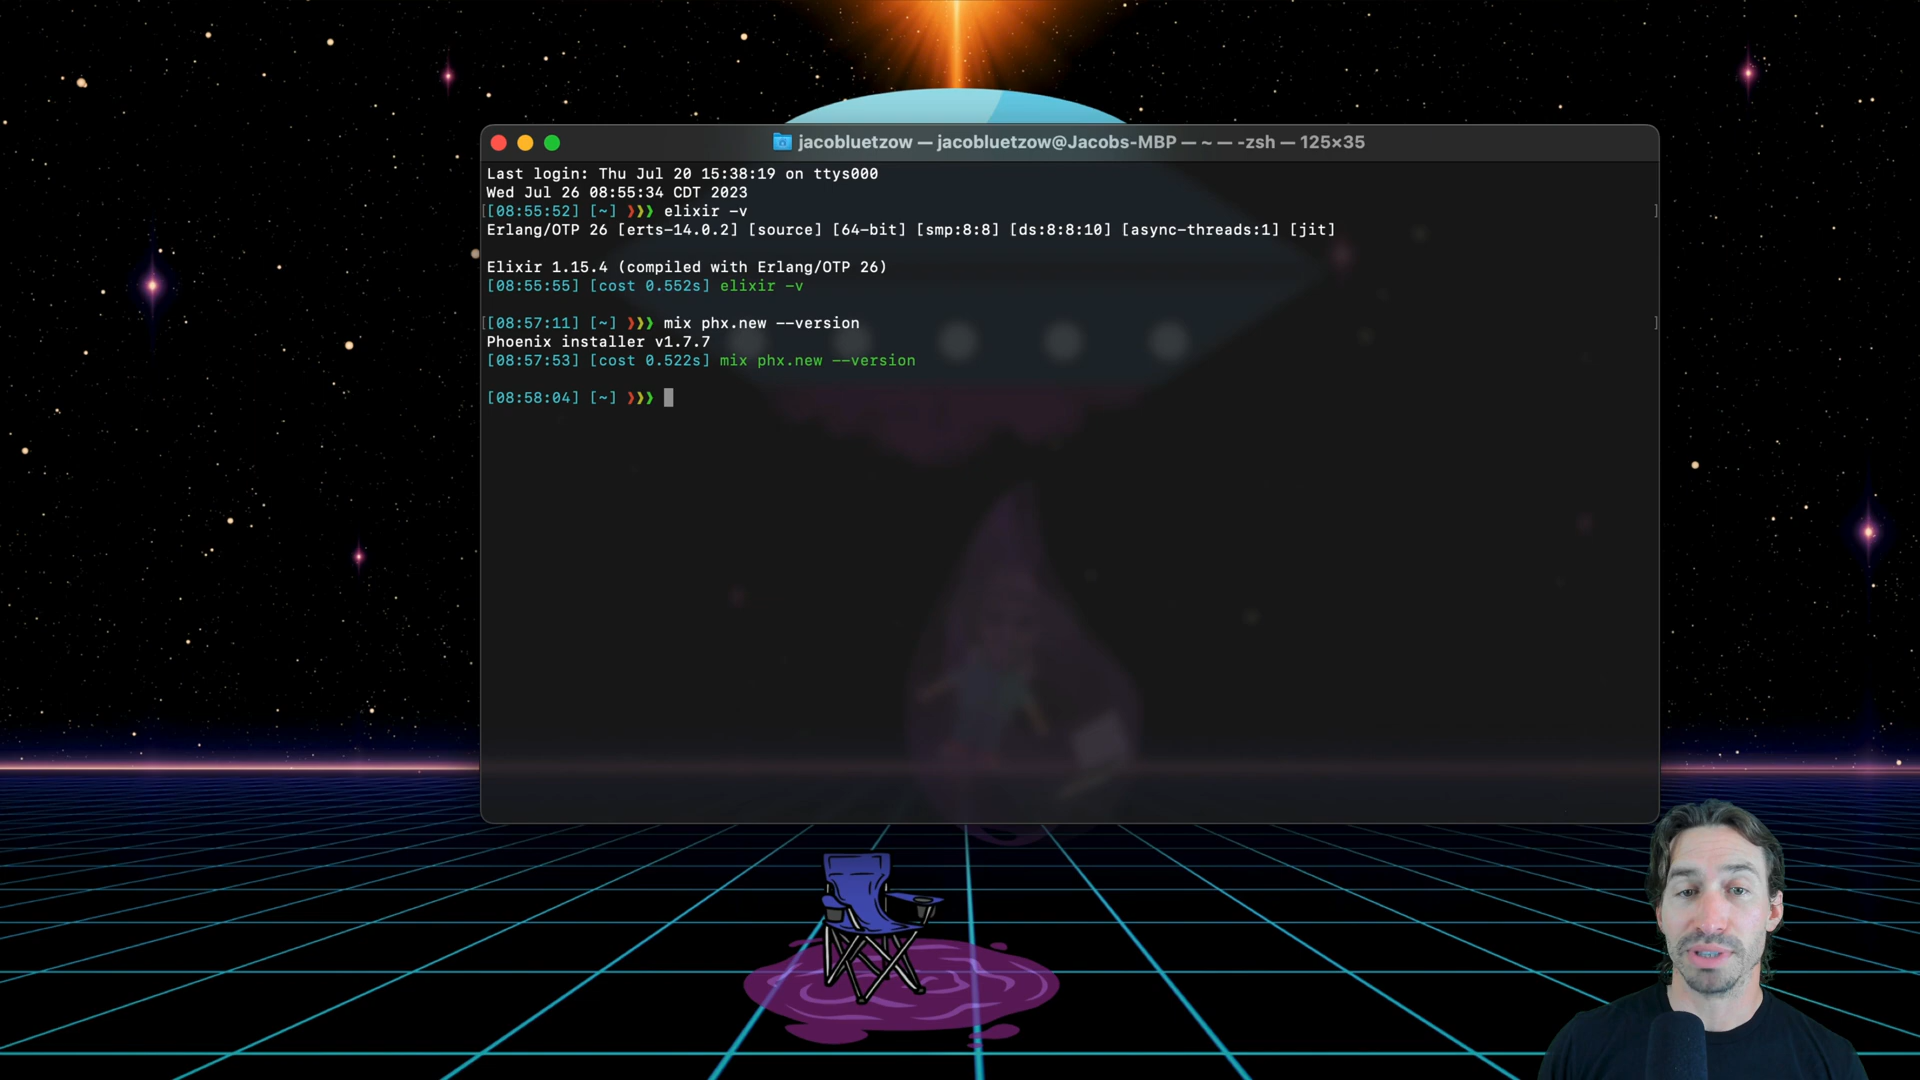 jacobluetzow — jacobluetzow@Jacobs-MBP — ~ — -zsh — 125×35
Last login: Thu Jul 20 15:38:19 on ttys000
Wed Jul 26 08:55:34 CDT 2023
[[08:55:52] [~] ❯❯❯ elixir -v ]
Erlang/OTP 26 [erts-14.0.2] [source] [64-bit] [smp:8:8] [ds:8:8:10] [async-threads:1] [jit]
Elixir 1.15.4 (compiled with Erlang/OTP 26)
[08:55:55] [cost 0.552s] elixir -v
[[08:57:11] [~] ❯❯❯ mix phx.new --version ]
Phoenix installer v1.7.7
[08:57:53] [cost 0.522s] mix phx.new --version
[08:58:04] [~] ❯❯❯